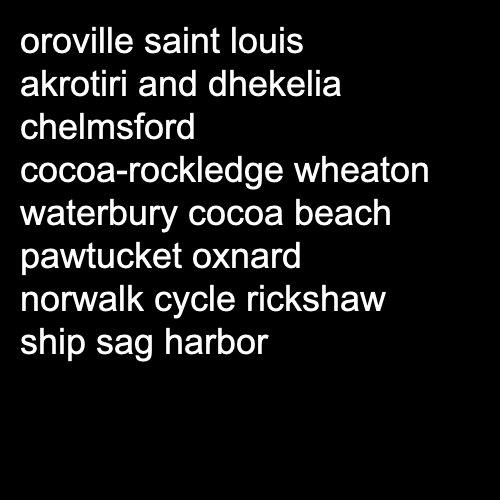 oroville saint louis
akrotiri and dhekelia
chelmsford
cocoa-rockledge wheaton
waterbury cocoa beach
pawtucket oxnard
norwalk cycle rickshaw
ship sag harbor